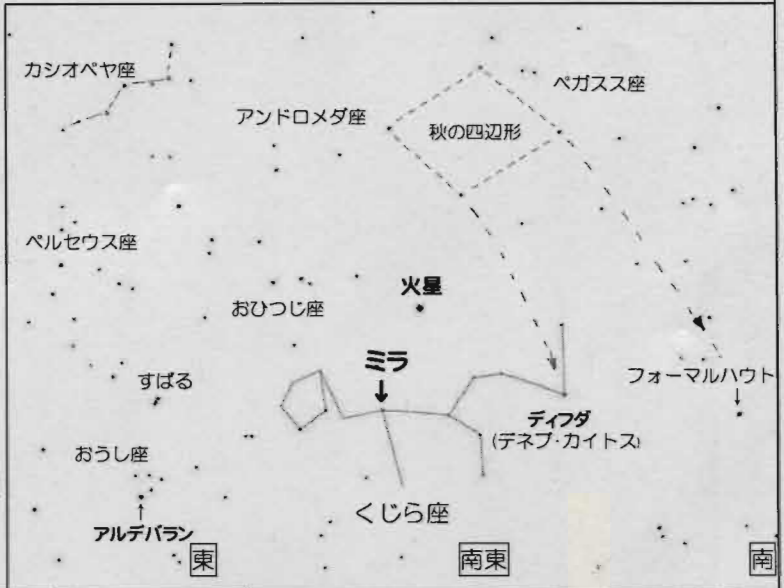 カシオペヤ座
ペガスス座
アンドロメダ座
秋の四辺形
ペルセウス座
火星
おひつじ座
ミラ
すばる
フォーマルハウト
ディフダ
(デネブ・カイトス)
おうし座
くじら座
アルデバラン
東
南東
南